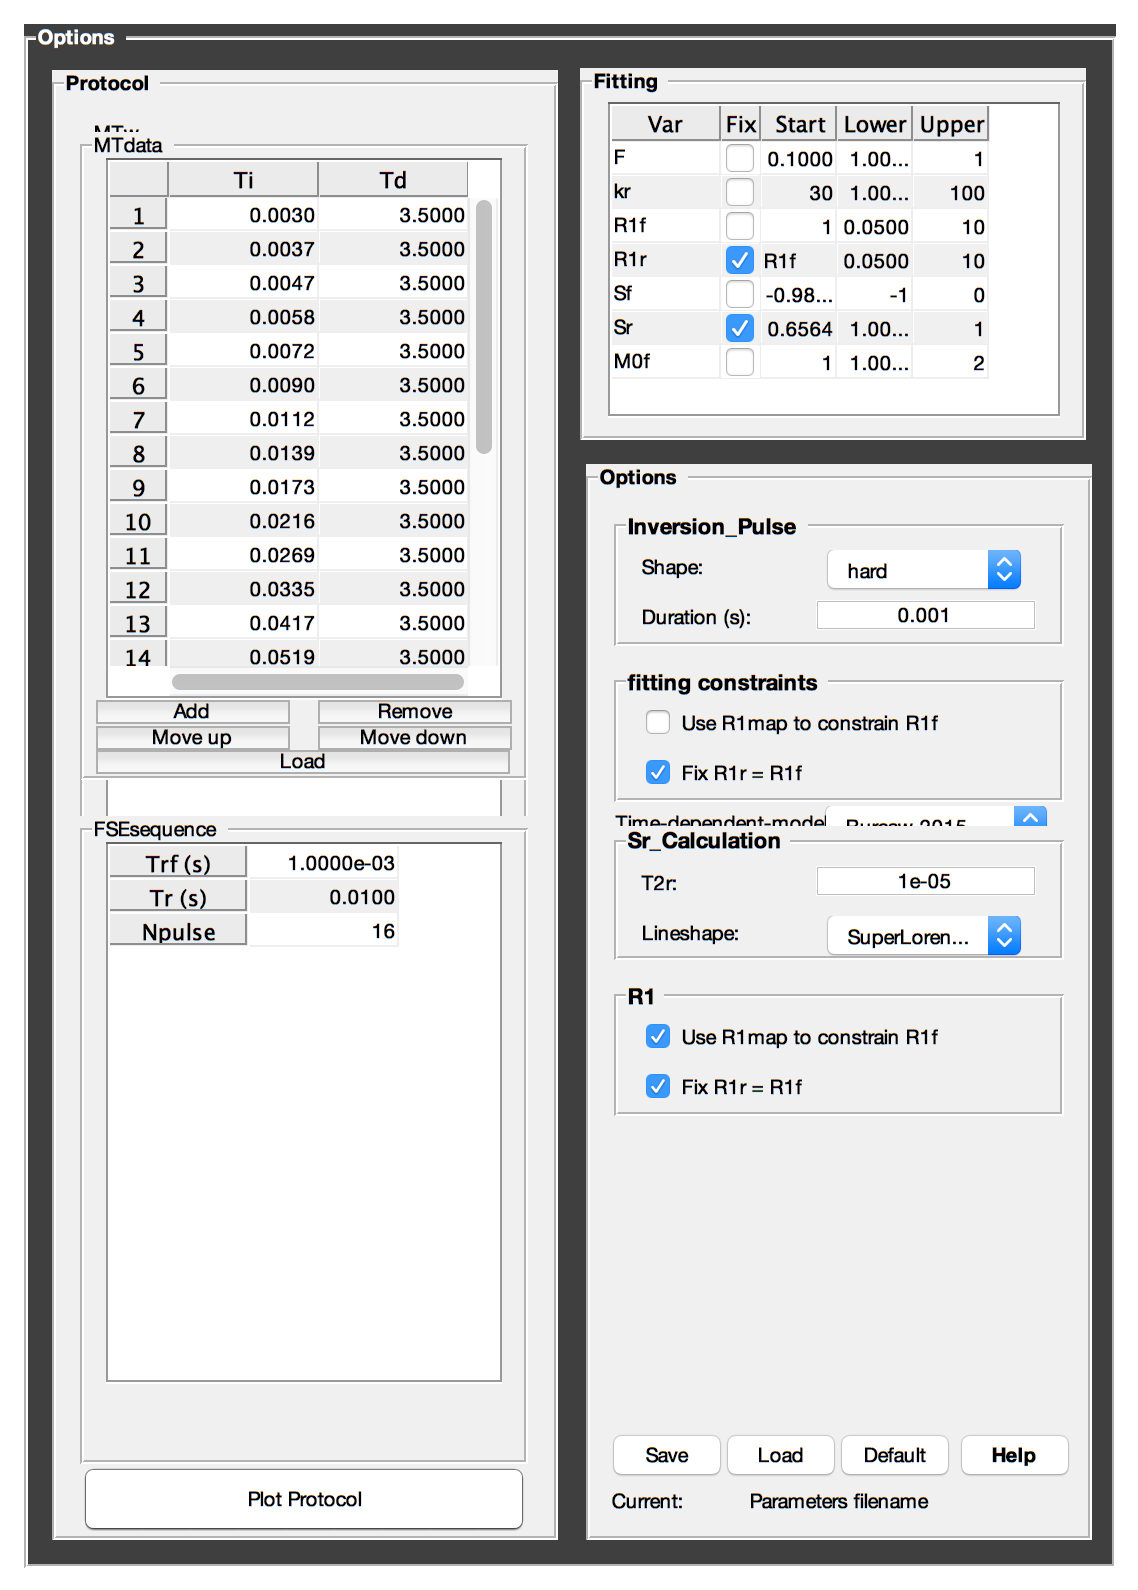 Options
Protocol
MTdata
Ti Td
1 0.0030 3.5000
2 0.0037 3.5000
3 0.0047 3.5000
4 0.0058 3.5000
5 0.0072 3.5000
6 0.0090 3.5000
7 0.0112 3.5000
8 0.0139 3.5000
9 0.0173 3.5000
10 0.0216 3.5000
11 0.0269 3.5000
12 0.0335 3.5000
13 0.0417 3.5000
14 0.0519 3.5000
Add Remove
Move up Move down
Load
FSEsequence
Trf (s) 1.0000e-03
Tr (s) 0.0100
Npulse 16
Plot Protocol
Fitting
Var Fix Start Lower Upper
F 0.1000 1.00... 1
kr 30 1.00... 100
R1f 1 0.0500 10
R1r R1f 0.0500 10
Sf -0.98... -1 0
Sr 0.6564 1.00... 1
M0f 1 1.00... 2
Options
Inversion_Pulse
Shape: hard
Duration (s): 0.001
fitting constraints
Use R1map to constrain R1f
Fix R1r = R1f
Time-dependent-model
Sr_Calculation
T2r: 1e-05
Lineshape: SuperLoren...
R1
Use R1map to constrain R1f
Fix R1r = R1f
Save Load Default Help
Current: Parameters filename